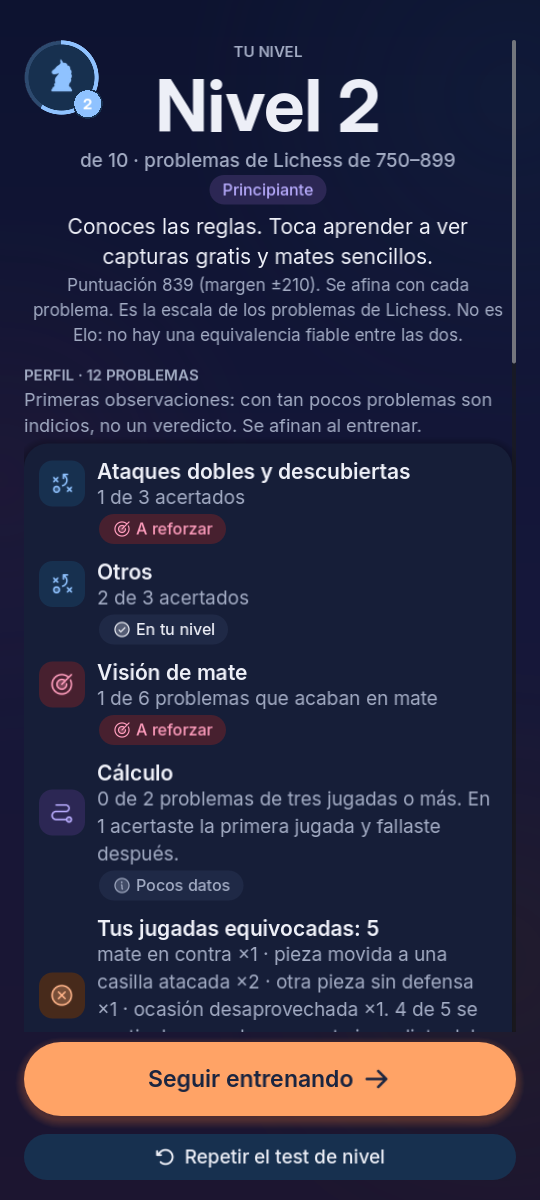 TU NIVEL
2
Nivel 2
de 10 · problemas de Lichess de 750–899
Principiante
Conoces las reglas. Toca aprender a ver
capturas gratis y mates sencillos.
Puntuación 839 (margen ±210). Se afina con cada
problema. Es la escala de los problemas de Lichess. No es
Elo: no hay una equivalencia fiable entre las dos.
PERFIL · 12 PROBLEMAS
Primeras observaciones: con tan pocos problemas son
indicios, no un veredicto. Se afinan al entrenar.
Ataques dobles y descubiertas
1 de 3 acertados
A reforzar
Otros
2 de 3 acertados
En tu nivel
Visión de mate
1 de 6 problemas que acaban en mate
A reforzar
Cálculo
0 de 2 problemas de tres jugadas o más. En
1 acertaste la primera jugada y fallaste
después.
Pocos datos
Tus jugadas equivocadas: 5
mate en contra ×1 · pieza movida a una
casilla atacada ×2 · otra pieza sin defensa
×1 · ocasión desaprovechada ×1. 4 de 5 se
Seguir entrenando
Repetir el test de nivel